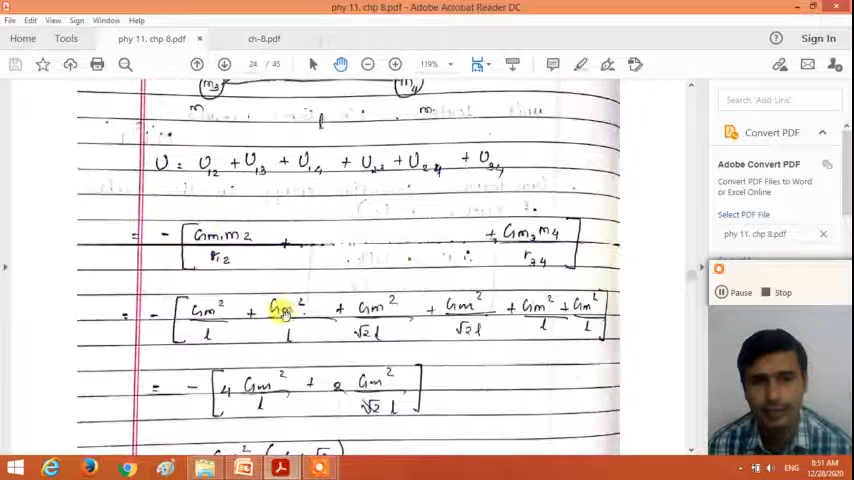 phy 11. chp 8.pdf - Adobe Acrobat Reader DC
File Edit View Sign Window Help
Home Tools phy 11. chp 8.pdf × ch-8.pdf Sign In
24 / 45 119%
m3 m4
m l m
U = U12 + U13 + U14 + U23 + U24 + U34
= - [ Gm1m2 / r12 + ... + Gm3m4 / r34 ]
= - [ Gm² / l + Gm² / l + Gm² / √2 l + Gm² / √2 l + Gm² / l + Gm² / l ]
= - [ 4 Gm² / l + 2 Gm² / √2 l ]
Search 'Add Link'
Convert PDF
Adobe Convert PDF
Convert PDF Files to Word
or Excel Online
Select PDF File
phy 11. chp 8.pdf ×
Pause Stop
ENG 8:51 AM
12/28/2020